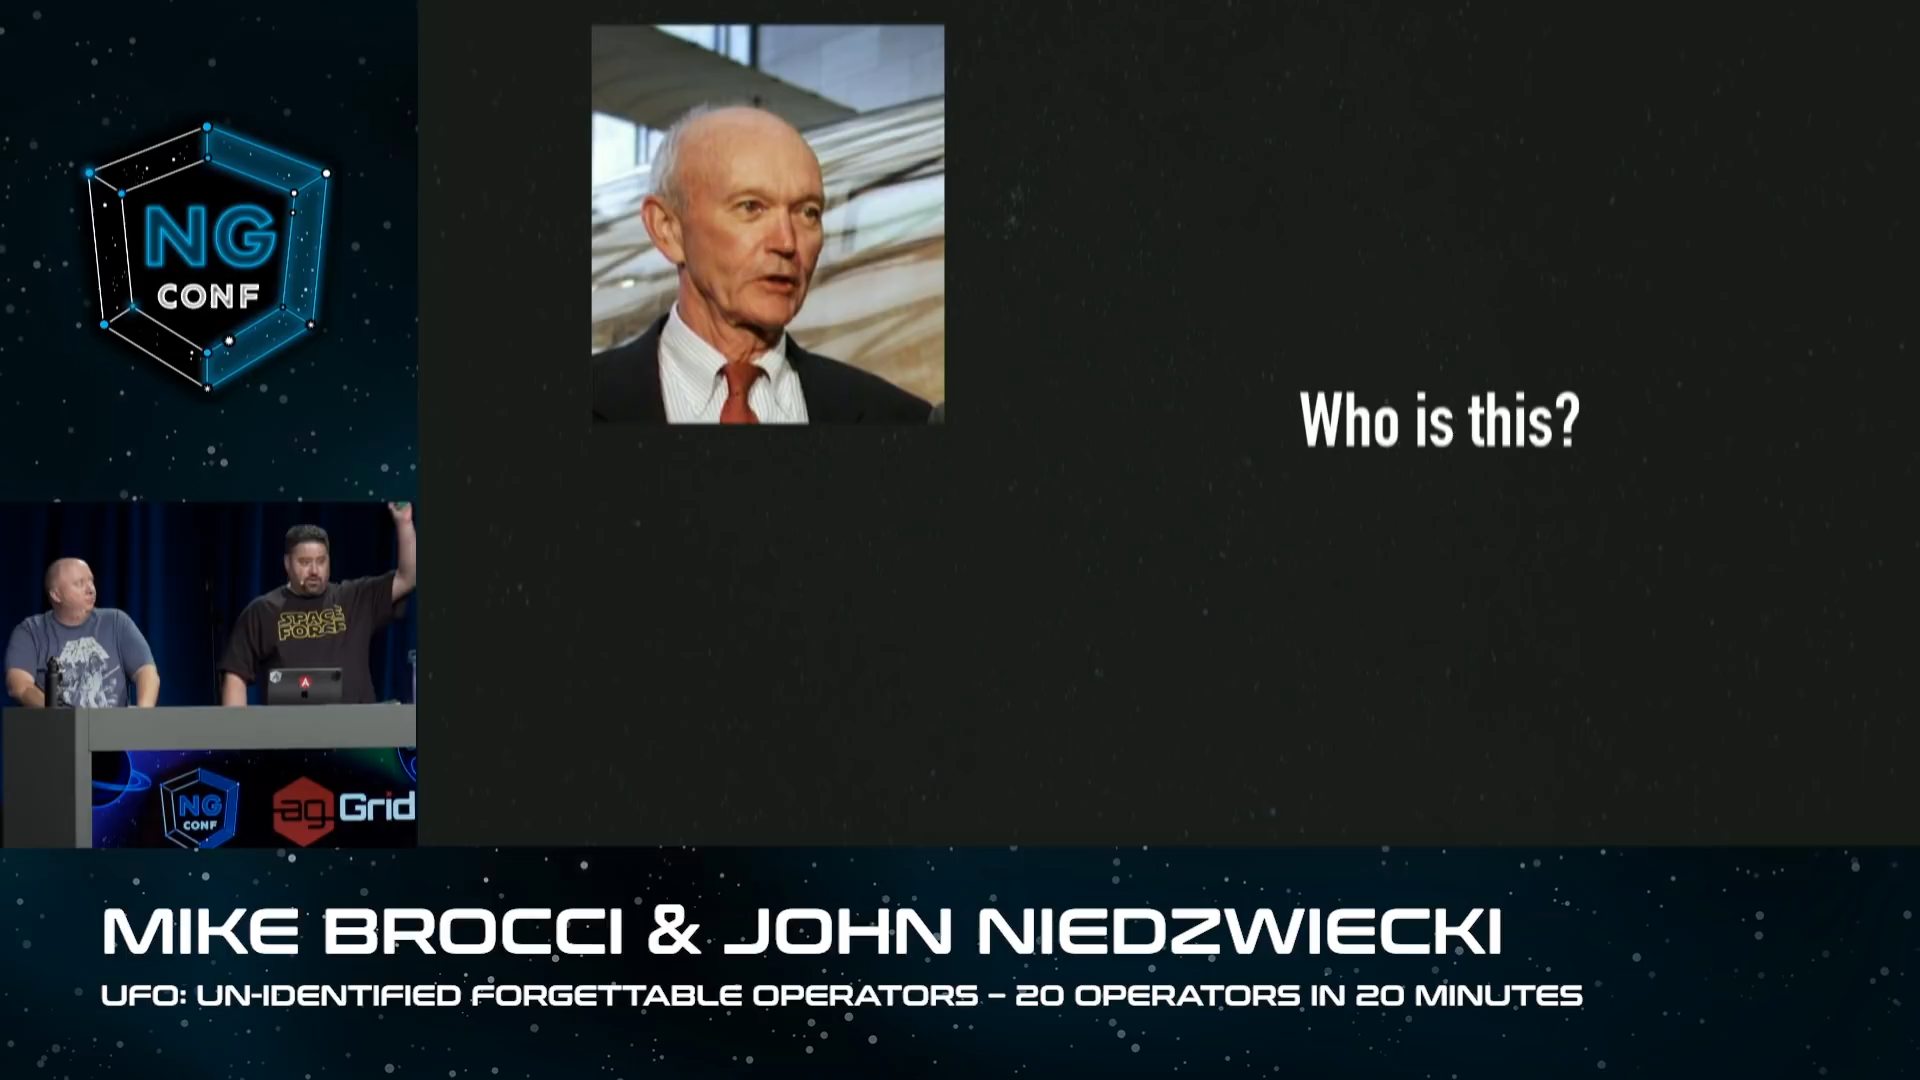 NG
CONF
Who is this?
SPACE
FORCE
NG
CONF
ag Grid
MIKE BROCCI & JOHN NIEDZWIECKI
UFO: UN-IDENTIFIED FORGETTABLE OPERATORS – 20 OPERATORS IN 20 MINUTES